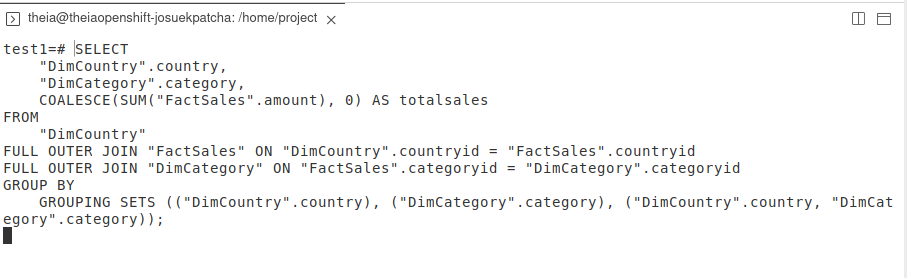 theia@theiaopenshift-josuekpatcha: /home/project
test1=# SELECT
    "DimCountry".country,
    "DimCategory".category,
    COALESCE(SUM("FactSales".amount), 0) AS totalsales
FROM
    "DimCountry"
FULL OUTER JOIN "FactSales" ON "DimCountry".countryid = "FactSales".countryid
FULL OUTER JOIN "DimCategory" ON "FactSales".categoryid = "DimCategory".categoryid
GROUP BY
    GROUPING SETS (("DimCountry".country), ("DimCategory".category), ("DimCountry".country, "DimCat
egory".category));